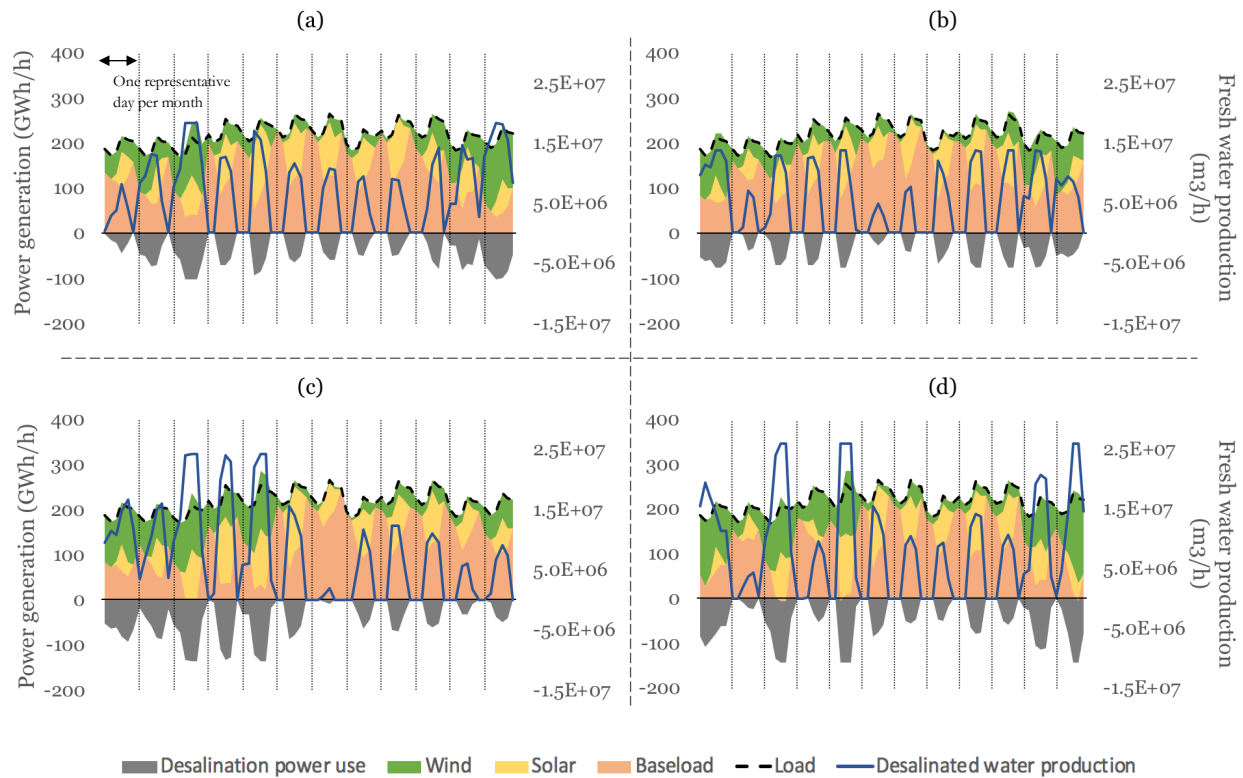 (a)
(b)
400
300
200
100
0
-100
-200
Power generation (GWh/h)
One representative
day per month
2.5E+07
1.5E+07
5.0E+06
-5.0E+06
-1.5E+07
400
300
200
100
0
-100
-200
2.5E+07
1.5E+07
5.0E+06
-5.0E+06
-1.5E+07
Fresh water production
(m3/h)
(c)
(d)
400
300
200
100
0
-100
-200
Power generation ((GWh/h)
2.5E+07
1.5E+07
5.0E+06
-5.0E+06
-1.5E+07
400
300
200
100
0
-100
-200
2.5E+07
1.5E+07
5.0E+06
-5.0E+06
-1.5E+07
Fresh water production
(m3/h)
Desalination power use Wind Solar Baseload Load Desalinated water production